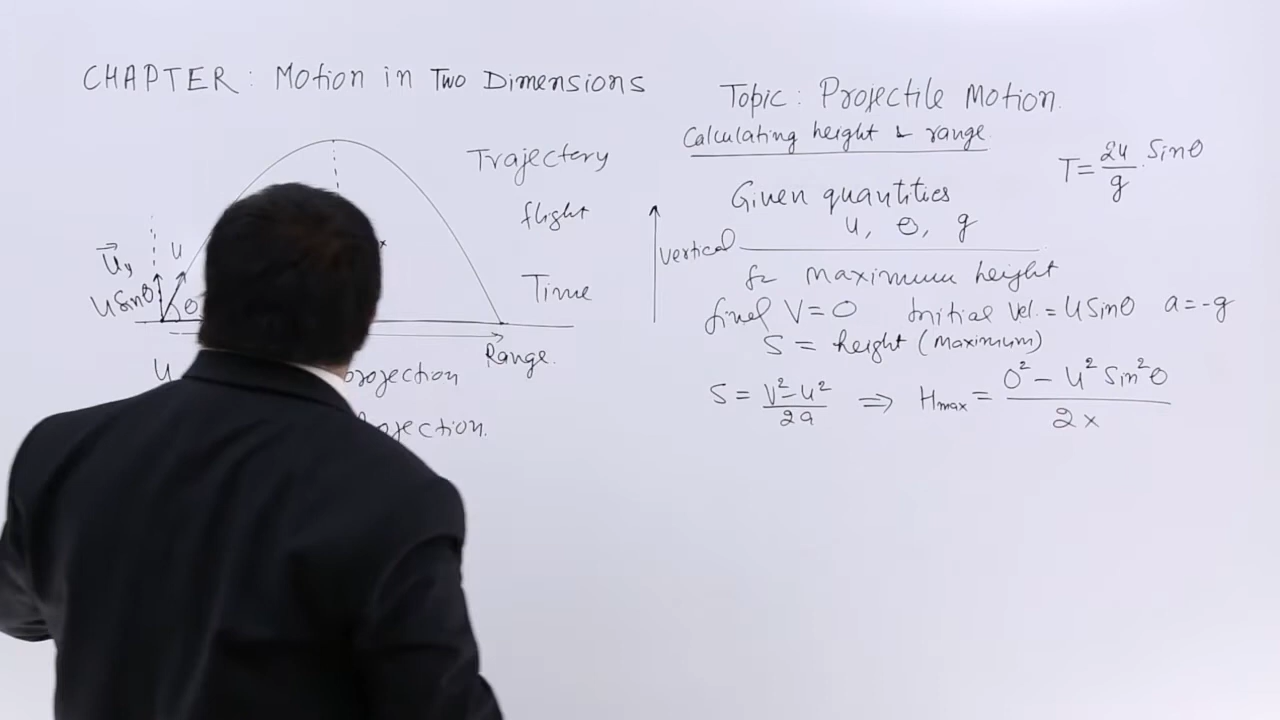 CHAPTER: Motion in Two Dimensions
Topic: Projectile Motion.
Calculating height & range
T = 2u/g . Sinθ
Trajectory
flight
Time
Given quantities
u, θ, g
vertical
for maximum height
final V = 0 Initial Vel. = u Sinθ a = -g
S = height (Maximum)
S = V² - u² / 2a ⇒ Hmax = 0² - u² Sin²θ / 2 x
u⃗y
u
u Sinθ
θ
x
Range.
u
projection
ojection.